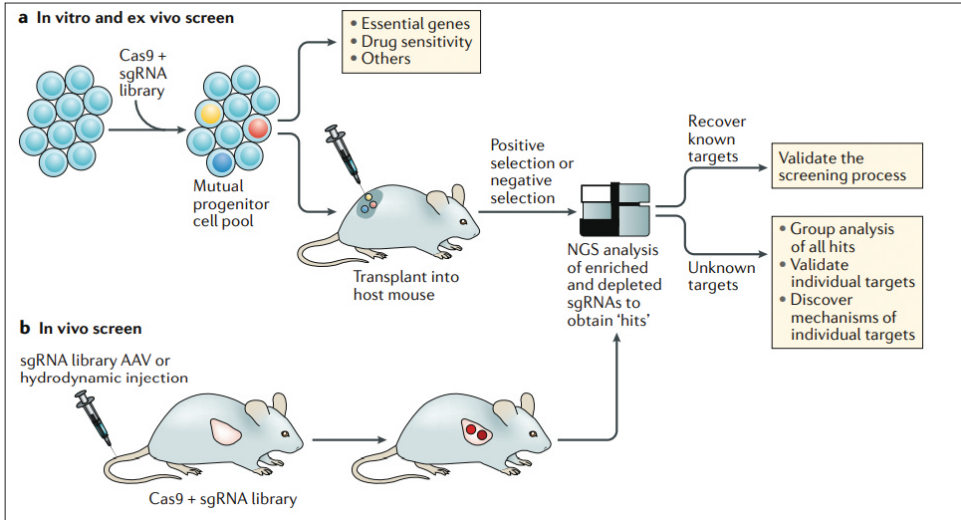 a In vitro and ex vivo screen
Cas9 +
sgRNA
library
Mutual
progenitor
cell pool
• Essential genes
• Drug sensitivity
• Others
Transplant into
host mouse
Positive
selection or
negative
selection
NGS analysis
of enriched
and depleted
sgRNAs to
obtain ‘hits’
Recover
known
targets
Validate the
screening process
Unknown
targets
• Group analysis
of all hits
• Validate
individual targets
• Discover
mechanisms of
individual targets
b In vivo screen
sgRNA library AAV or
hydrodynamic injection
Cas9 + sgRNA library